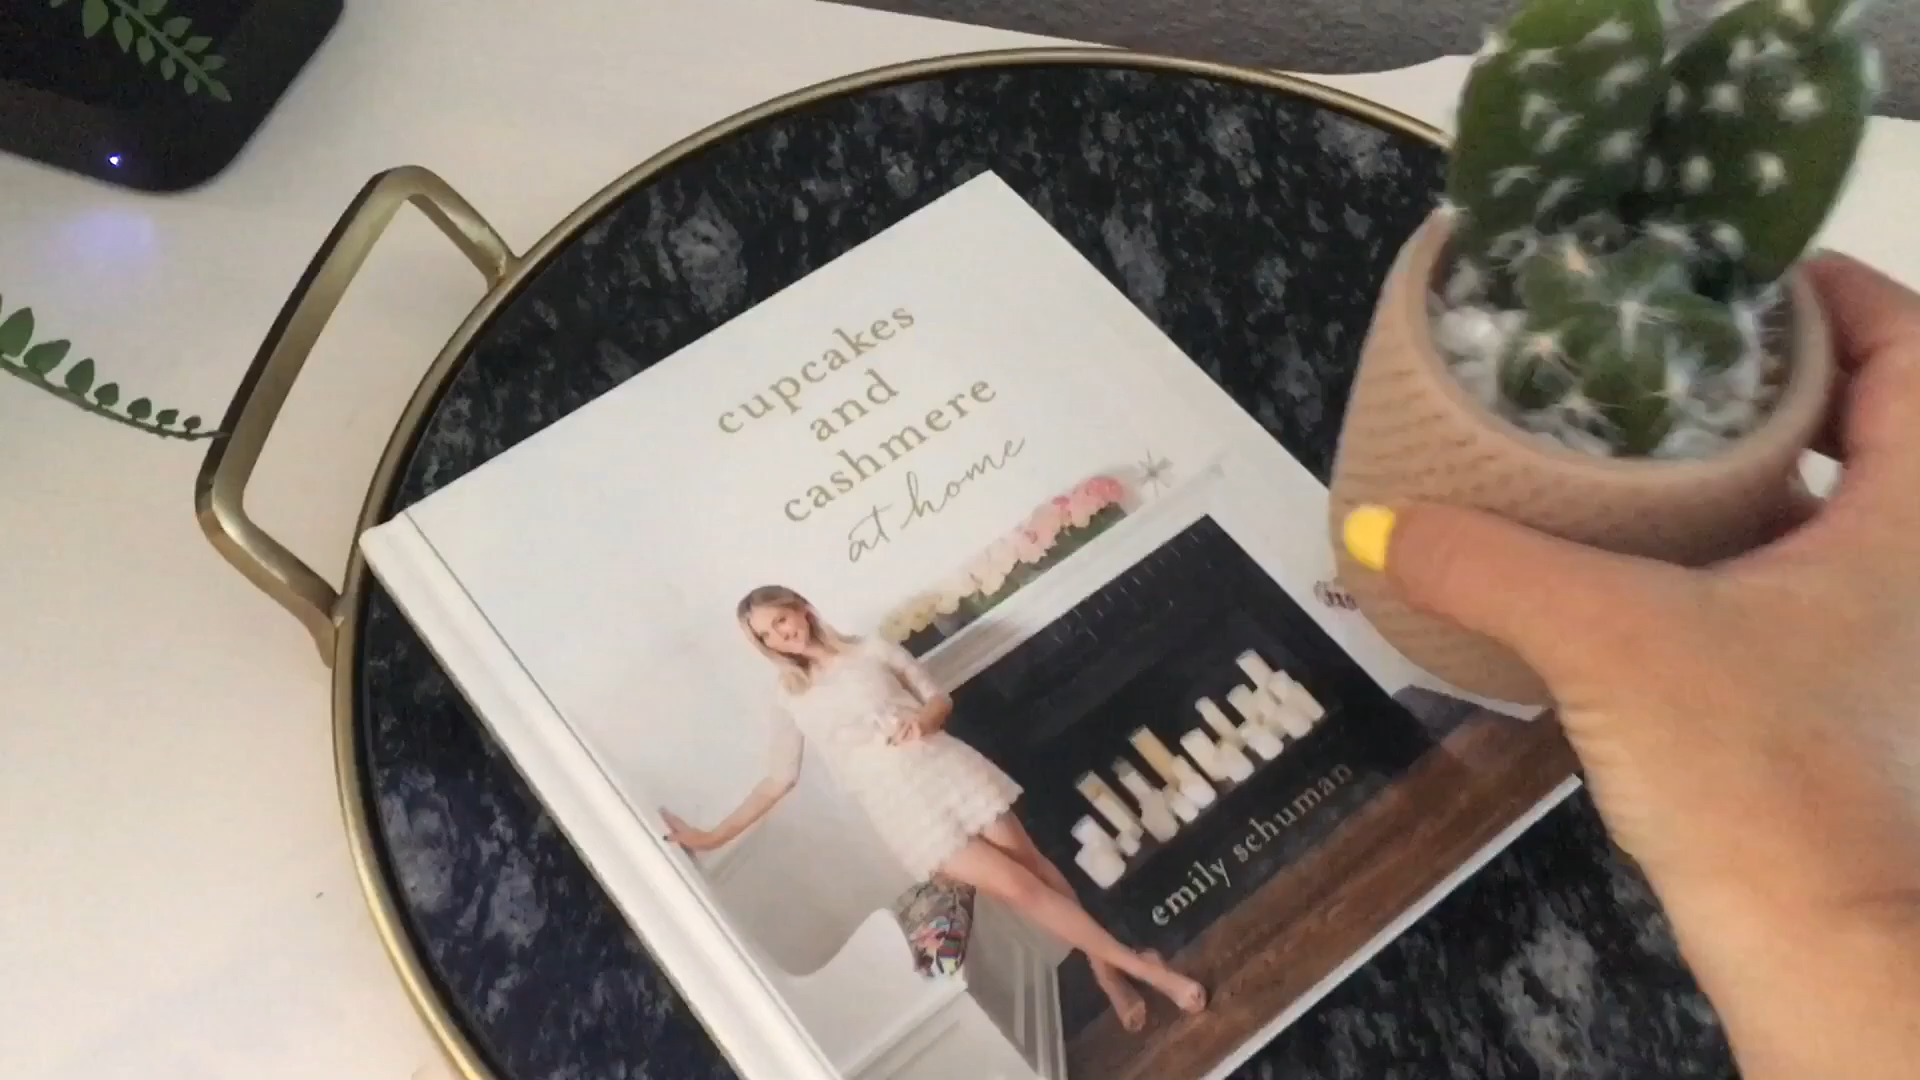 cupcakes
and
cashmere
at home
emily schuman